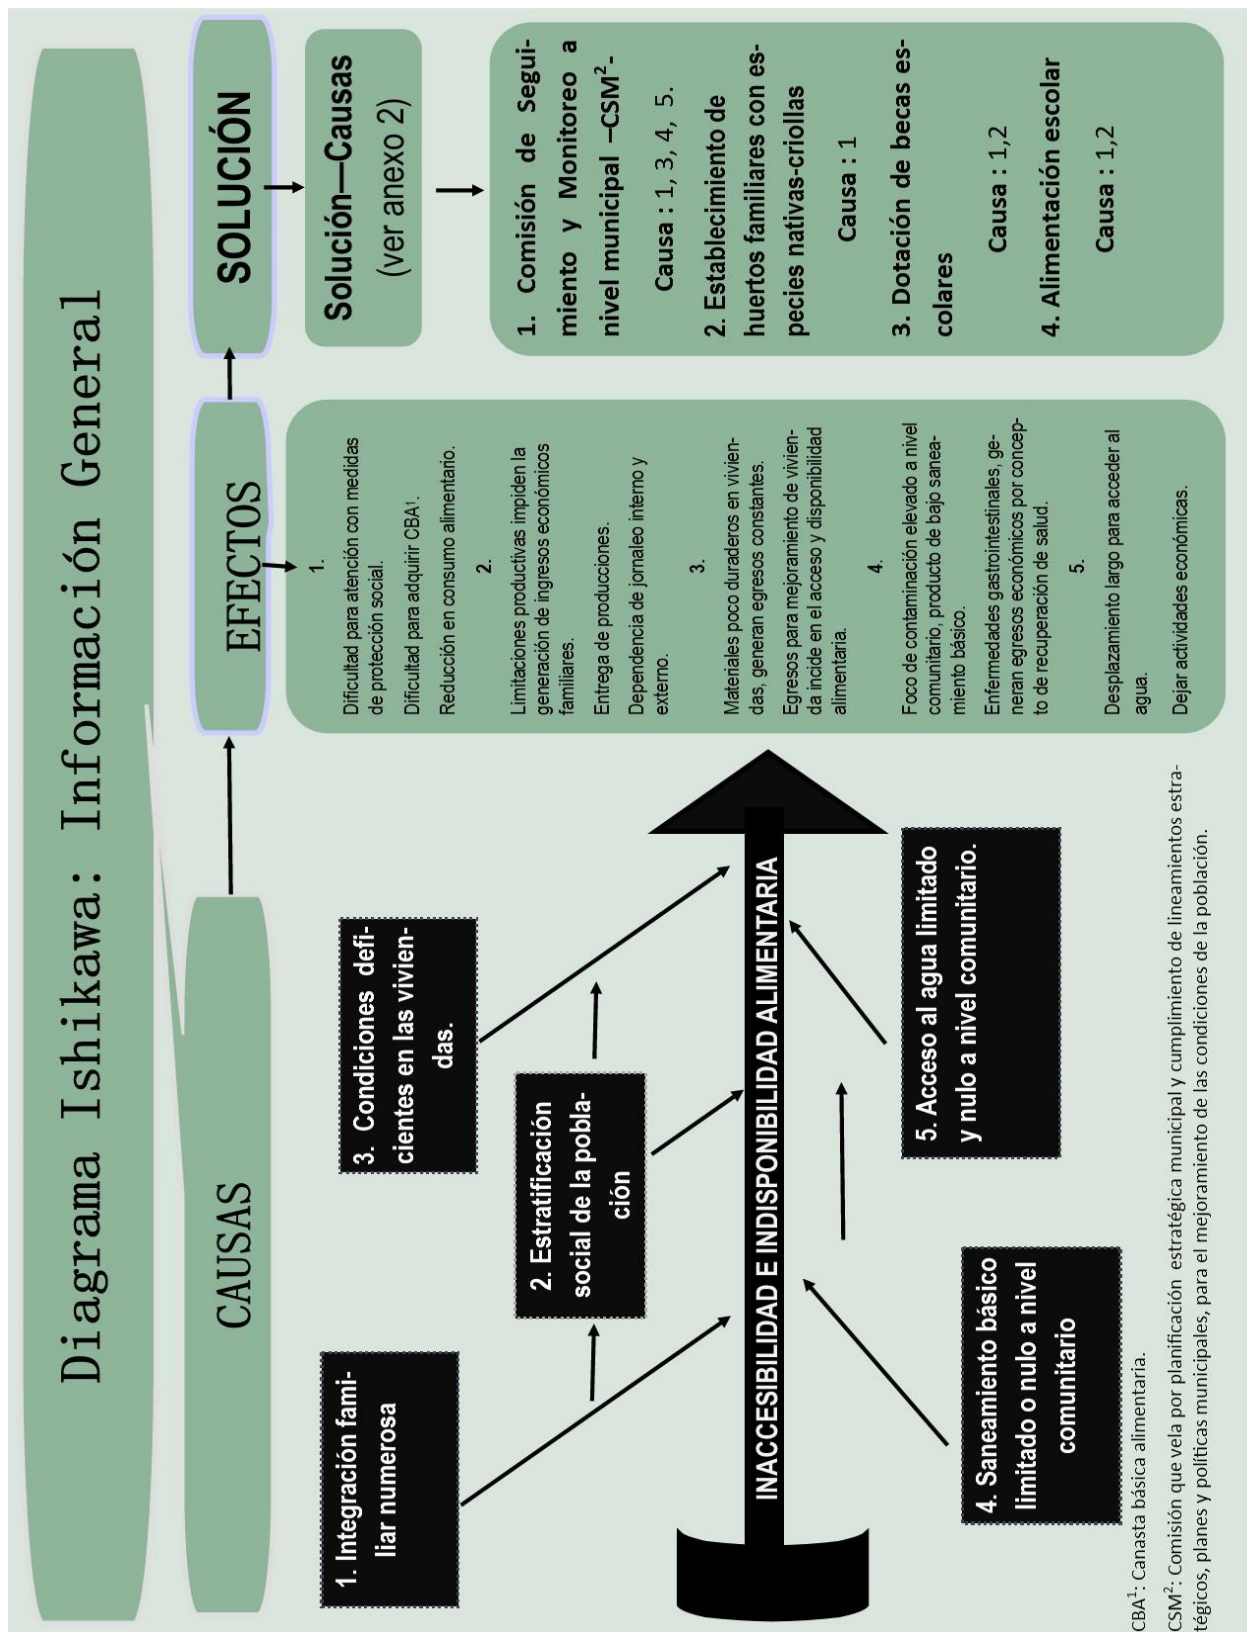 Diagrama Ishikawa: Información General
CAUSAS
EFECTOS
SOLUCIÓN
1. Integración fami-
liar numerosa
2. Estratificación
social de la pobla-
ción
3. Condiciones defi-
cientes en las vivien-
das.
INACCESIBILIDAD E INDISPONIBILIDAD ALIMENTARIA
4. Saneamiento básico
limitado o nulo a nivel
comunitario
5. Acceso al agua limitado
y nulo a nivel comunitario.
1.
Dificultad para atención con medidas
de protección social.
Dificultad para adquirir CBA¹.
Reducción en consumo alimentario.
2.
Limitaciones productivas impiden la
generación de ingresos económicos
familiares.
Entrega de producciones.
Dependencia de jornaleo interno y
externo.
3.
Materiales poco duraderos en vivien-
das, generan egresos constantes.
Egresos para mejoramiento de vivien-
da incide en el acceso y disponibilidad
alimentaria.
4.
Foco de contaminación elevado a nivel
comunitario, producto de bajo sanea-
miento básico.
Enfermedades gastrointestinales, ge-
neran egresos económicos por concep-
to de recuperación de salud.
5.
Desplazamiento largo para acceder al
agua.
Dejar actividades económicas.
Solución—Causas
(ver anexo 2)
1. Comisión de Segui-
miento y Monitoreo a
nivel municipal –CSM²-
Causa : 1, 3, 4, 5.
2. Establecimiento de
huertos familiares con es-
pecies nativas-criollas
Causa : 1
3. Dotación de becas es-
colares
Causa : 1,2
4. Alimentación escolar
Causa : 1,2
CBA¹: Canasta básica alimentaria.
CSM²: Comisión que vela por planificación estratégica municipal y cumplimiento de lineamientos estra-
tégicos, planes y políticas municipales, para el mejoramiento de las condiciones de la población.